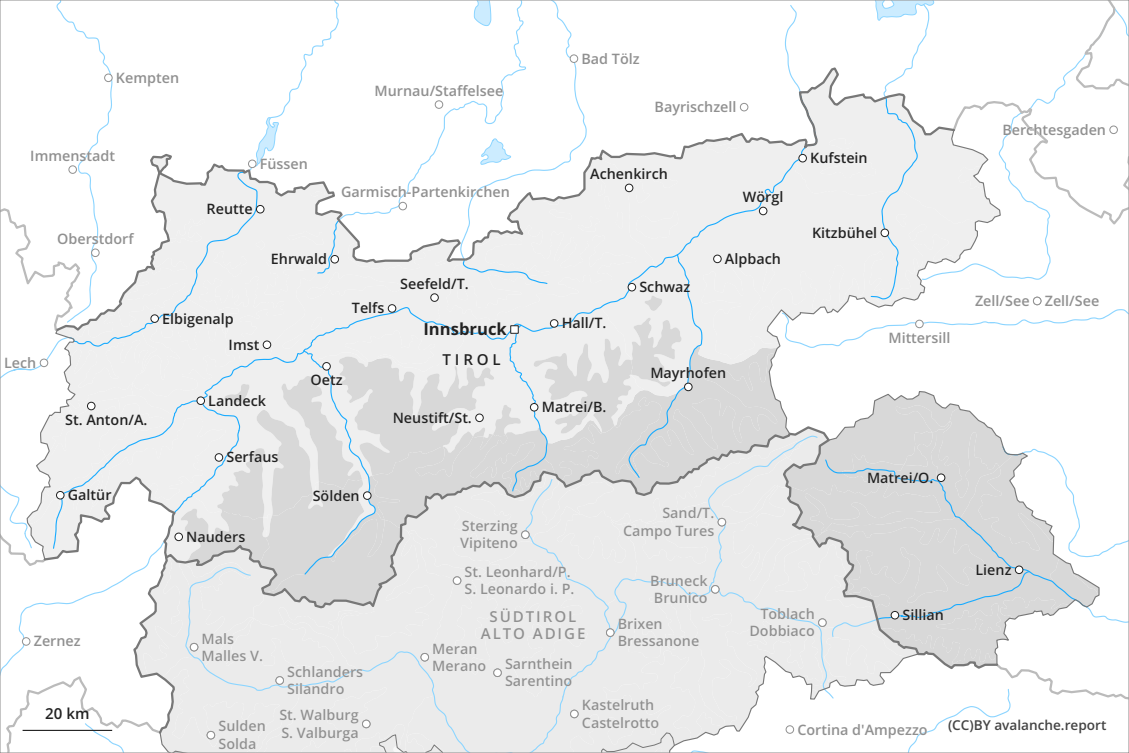 Kempten
Bad Tölz
Murnau/Staffelsee
Bayrischzell
Berchtesgaden
Immenstadt
Füssen
Kufstein
Achenkirch
Garmisch-Partenkirchen
Wörgl
Reutte
Kitzbühel
Oberstdorf
Ehrwald
Alpbach
Seefeld/T.
Schwaz
Zell/See
Zell/See
Telfs
Elbigenalp
Innsbruck
Hall/T.
Mittersill
Imst
TIROL
Lech
Oetz
Mayrhofen
Landeck
St. Anton/A.
Neustift/St.
Matrei/B.
Serfaus
Matrei/O.
Galtür
Sölden
Sand/T.
Campo Tures
Sterzing
Vipiteno
Nauders
St. Leonhard/P.
S. Leonardo i. P.
Bruneck
Brunico
Lienz
SÜDTIROL
ALTO ADIGE
Toblach
Dobbiaco
Sillian
Brixen
Bressanone
Zernez
Mals
Malles V.
Meran
Merano
Sarnthein
Sarentino
Schlanders
Silandro
Kastelruth
Castelrotto
St. Walburg
S. Valburga
Sulden
Solda
20 km
Cortina d'Ampezzo
(CC)BY avalanche.report